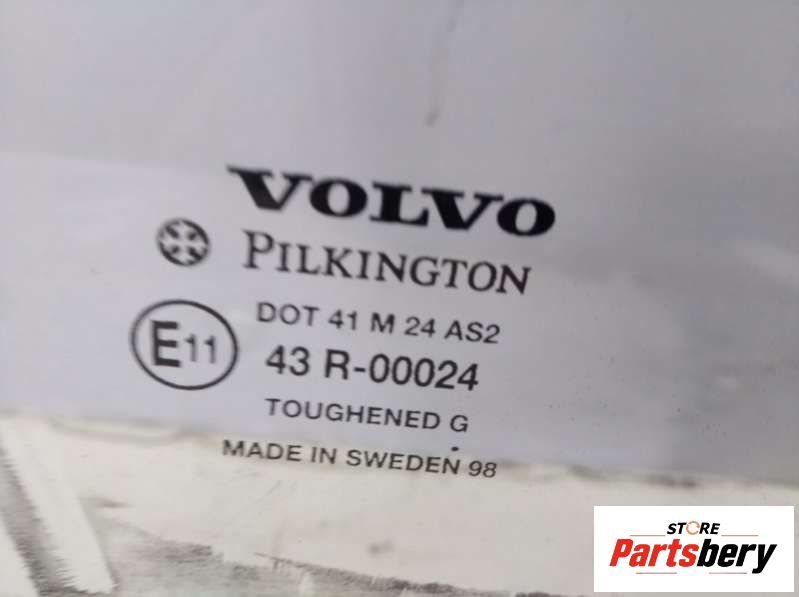 VOLVO
PILKINGTON
DOT 41 M 24 AS2
E11
43 R-00024
TOUGHENED G
MADE IN SWEDEN 98
STORE
Partsbery